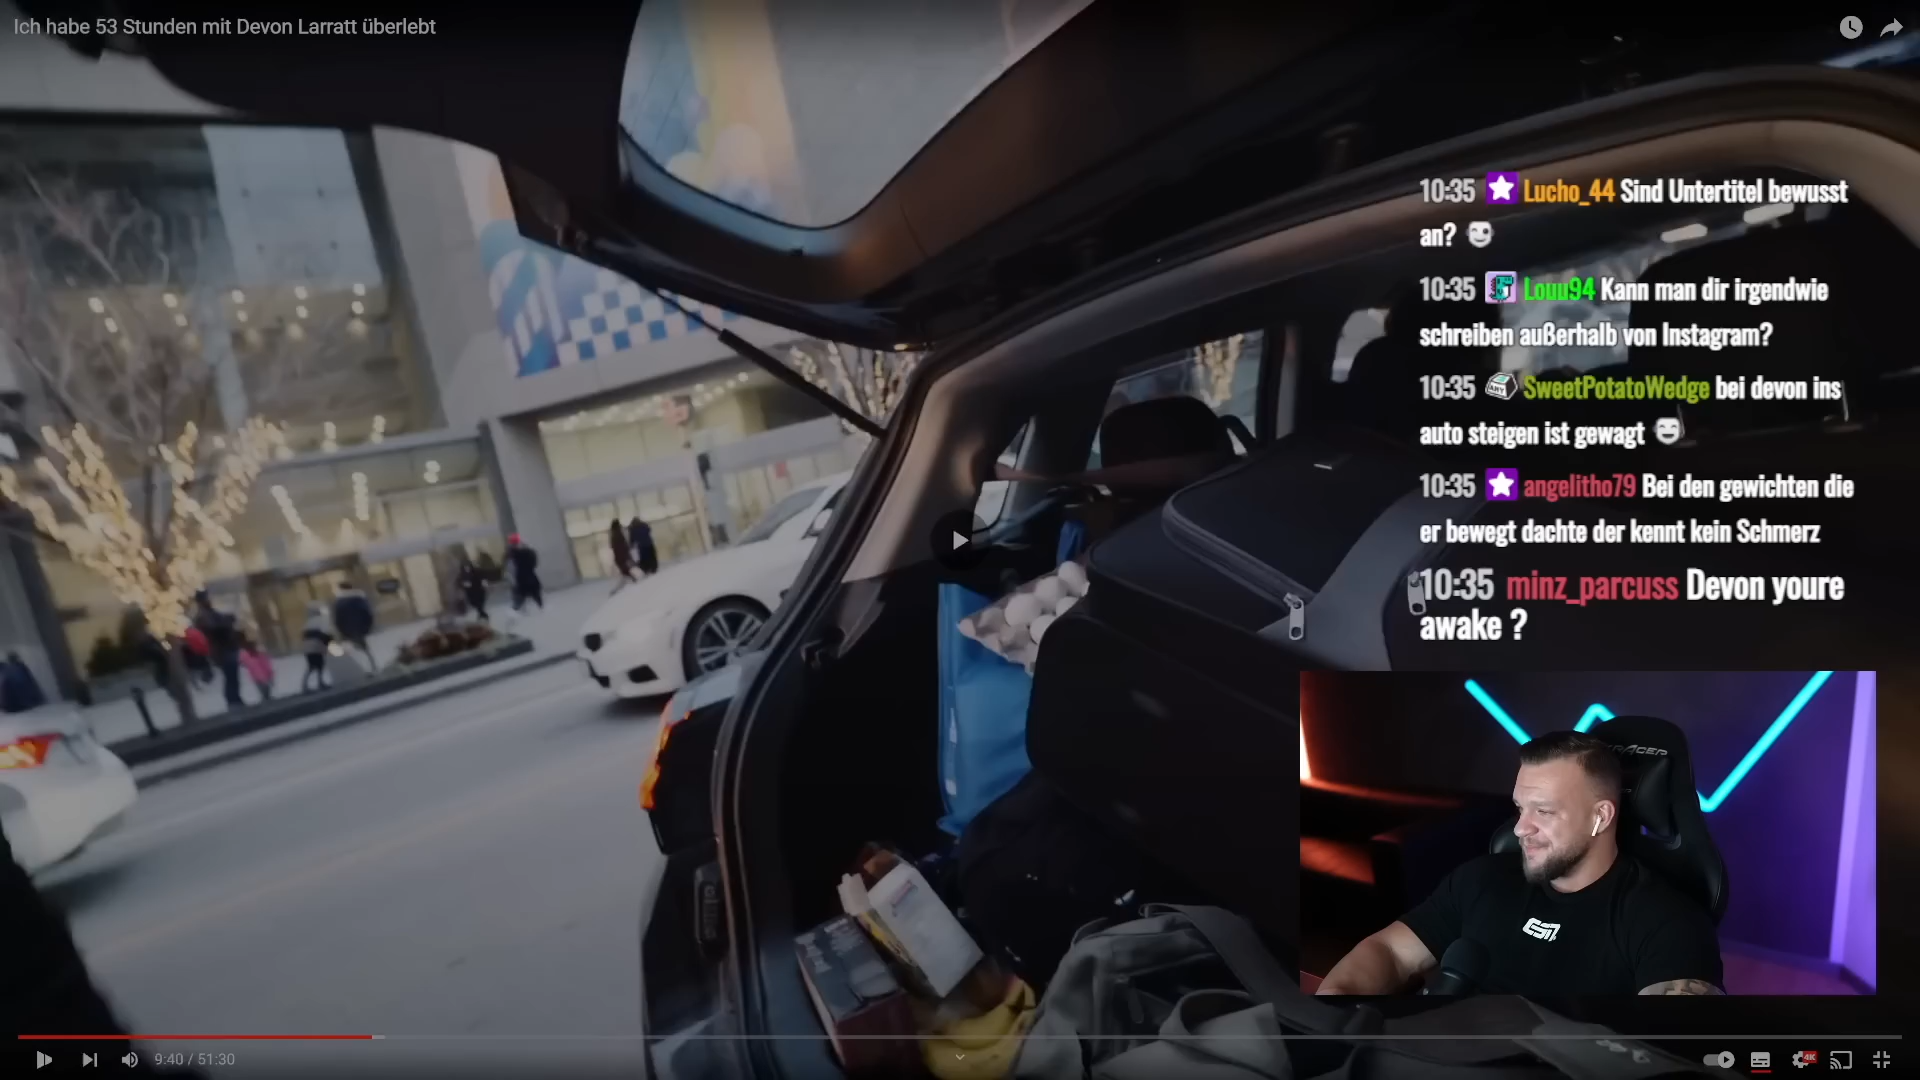 Ich habe 53 Stunden mit Devon Larratt überlebt
10:35 Lucho_44 Sind Untertitel bewusst
an?
10:35 Louu94 Kann man dir irgendwie
schreiben außerhalb von Instagram?
10:35 SweetPotatoWedge bei devon ins
auto steigen ist gewagt
10:35 angelitho79 Bei den gewichten die
er bewegt dachte der kennt kein Schmerz
10:35 minz_parcuss Devon youre
awake ?
9:40 / 51:30
4K